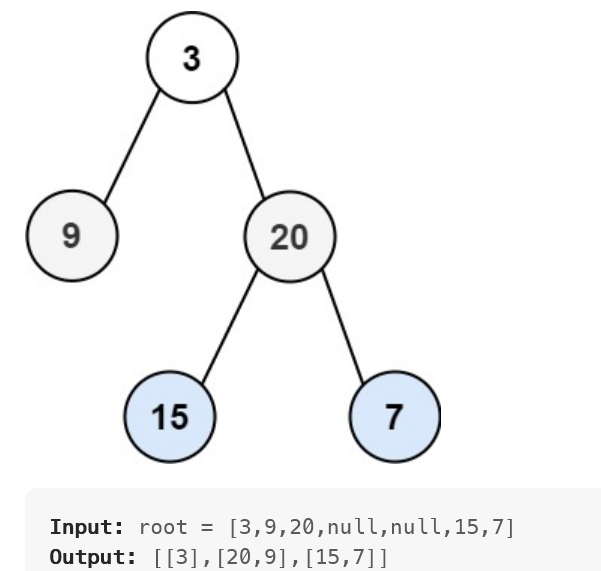 3
9
20
15
7
Input: root = [3,9,20,null,null,15,7]
Output: [[3],[20,9],[15,7]]